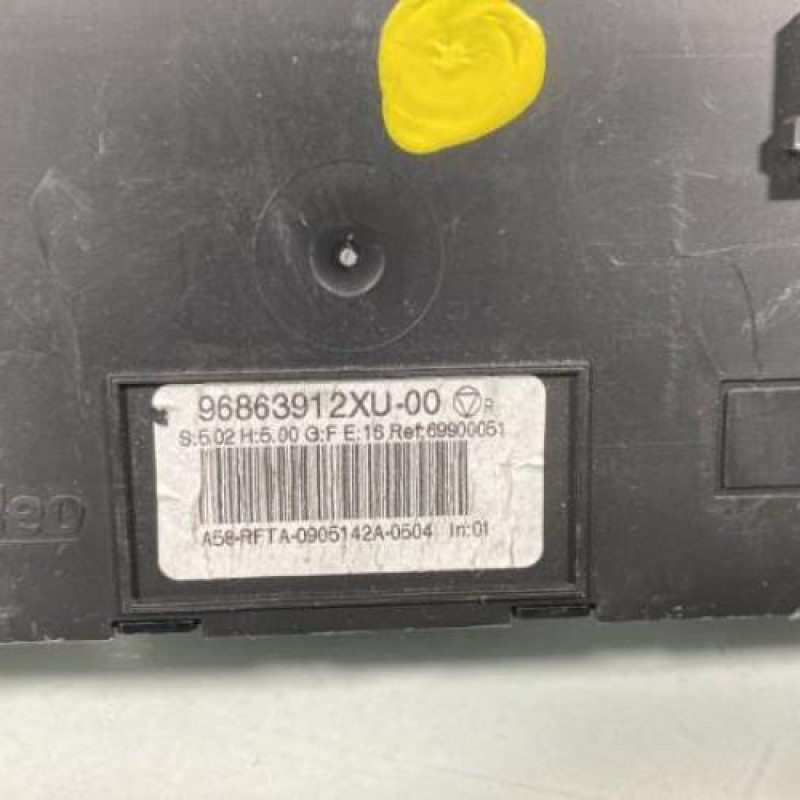 96863912XU-00 R
S:5.02 H:5.00 G:F E:16 Ref:69900051
A58-RFTA-0905142A-0504 In:01